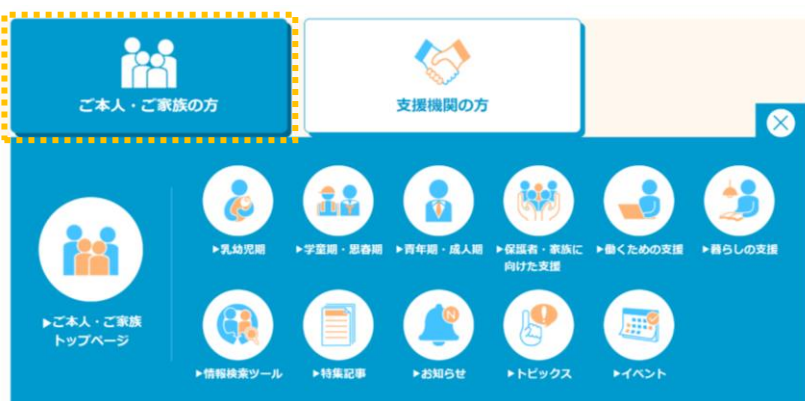 ご本人・ご家族の方
支援機関の方
▶ご本人・ご家族
トップページ
▶乳幼児期
▶学童期・思春期
▶青年期・成人期
▶保護者・家族に
向けた支援
▶働くための支援
▶暮らしの支援
▶情報検索ツール
▶特集記事
▶お知らせ
▶トピックス
▶イベント
N